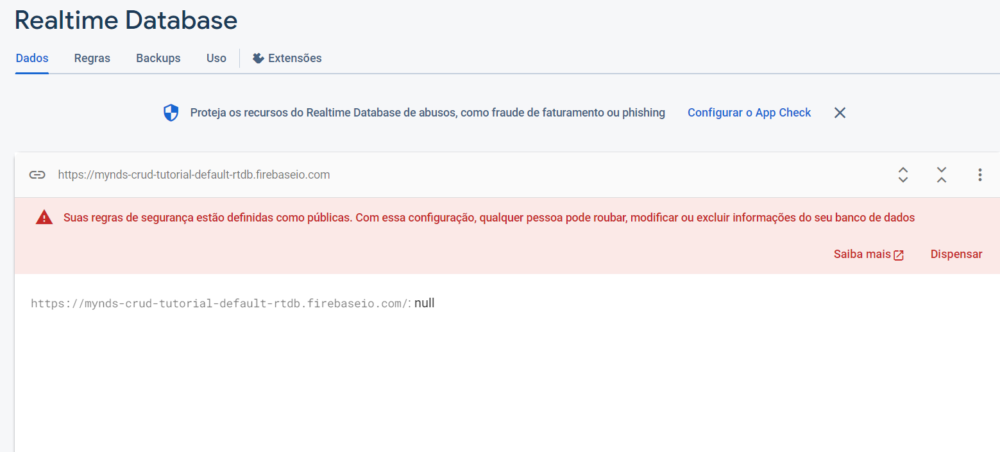 Realtime Database
Dados Regras Backups Uso Extensões
Proteja os recursos do Realtime Database de abusos, como fraude de faturamento ou phishing Configurar o App Check
https://mynds-crud-tutorial-default-rtdb.firebaseio.com
Suas regras de segurança estão definidas como públicas. Com essa configuração, qualquer pessoa pode roubar, modificar ou excluir informações do seu banco de dados
Saiba mais Dispensar
https://mynds-crud-tutorial-default-rtdb.firebaseio.com/: null